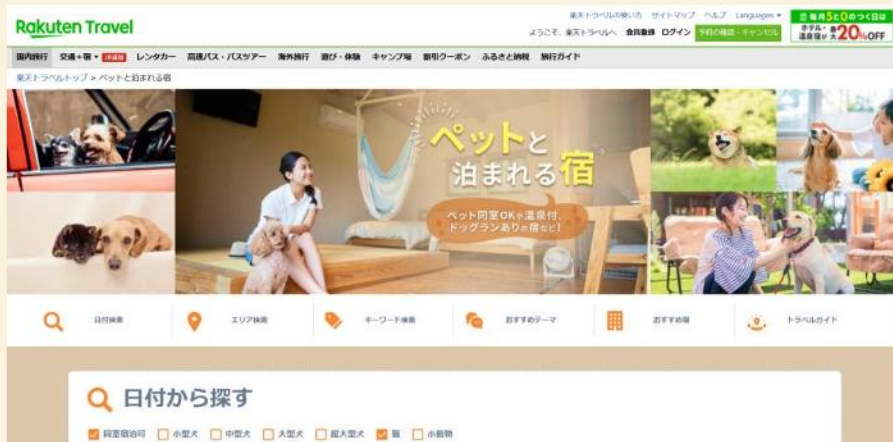 Rakuten Travel
楽天トラベルの使い方 サイトマップ ヘルプ Languages
ようこそ、楽天トラベルへ 会員登録 ログイン 予約の確認・キャンセル
毎月5と0のつく日は
ホテル・温泉宿が 最大20%OFF
国内旅行 交通+宿 レンタカー 高速バス・バスツアー 海外旅行 遊び・体験 キャンプ場 割引クーポン ふるさと納税 旅行ガイド
楽天トラベルトップ > ペットと泊まれる宿
ペットと
泊まれる宿
ペット同室OKや温泉付、
ドッグランありの宿など!
日付検索 エリア検索 キーワード検索 おすすめテーマ おすすめ宿 トラベルガイド
日付から探す
同室宿泊可 小型犬 中型犬 大型犬 超大型犬 猫 小動物